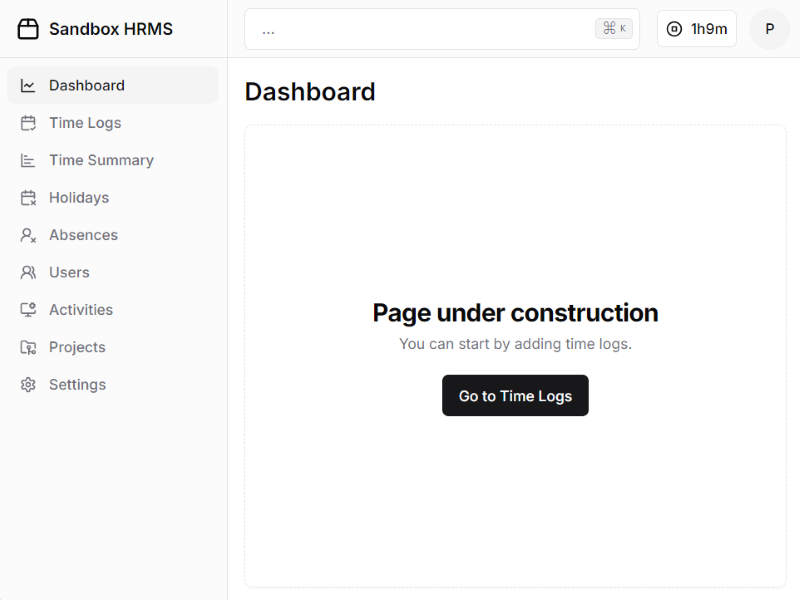 Sandbox HRMS
...
⌘ K
1h9m
P
Dashboard
Time Logs
Time Summary
Holidays
Absences
Users
Activities
Projects
Settings
Dashboard
Page under construction
You can start by adding time logs.
Go to Time Logs